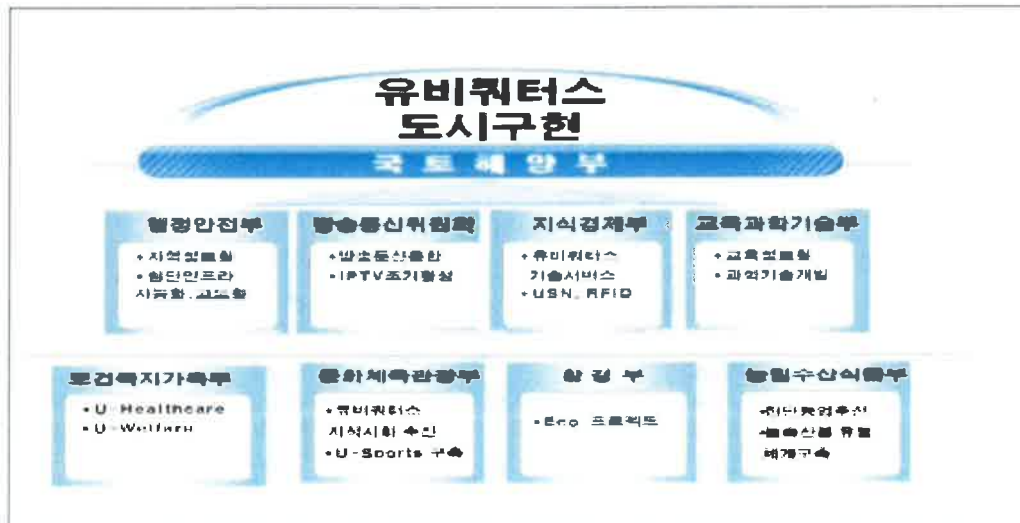 유비쿼터스
도시구현
국토해양부
행정안전부
• 지역정보화
• 첨단인프라
지능화,고도화
방송통신위원회
• 방송통신융합
• IPTV조기활성
지식경제부
• 유비쿼터스
기술서비스
• USN, RFID
교육과학기술부
• 교육정보화
• 과학기술개발
보건복지가족부
• U-Healthcare
• U-Welfare
문화체육관광부
• 유비쿼터스
지식사회 추진
• U-Sports 구축
환경부
• Eco 프로젝트
농림수산식품부
유통
체계구축